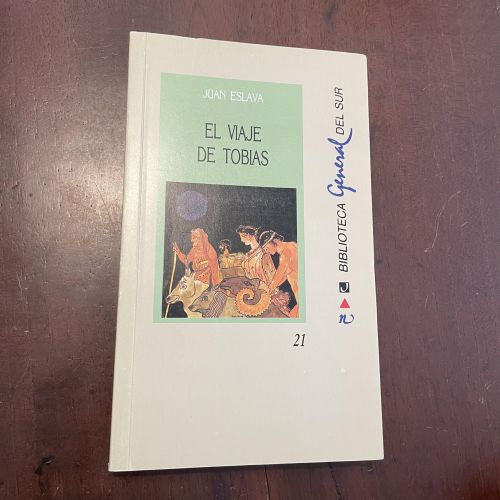 JUAN ESLAVA
EL VIAJE
DE TOBIAS
21
BIBLIOTECA General DEL SUR